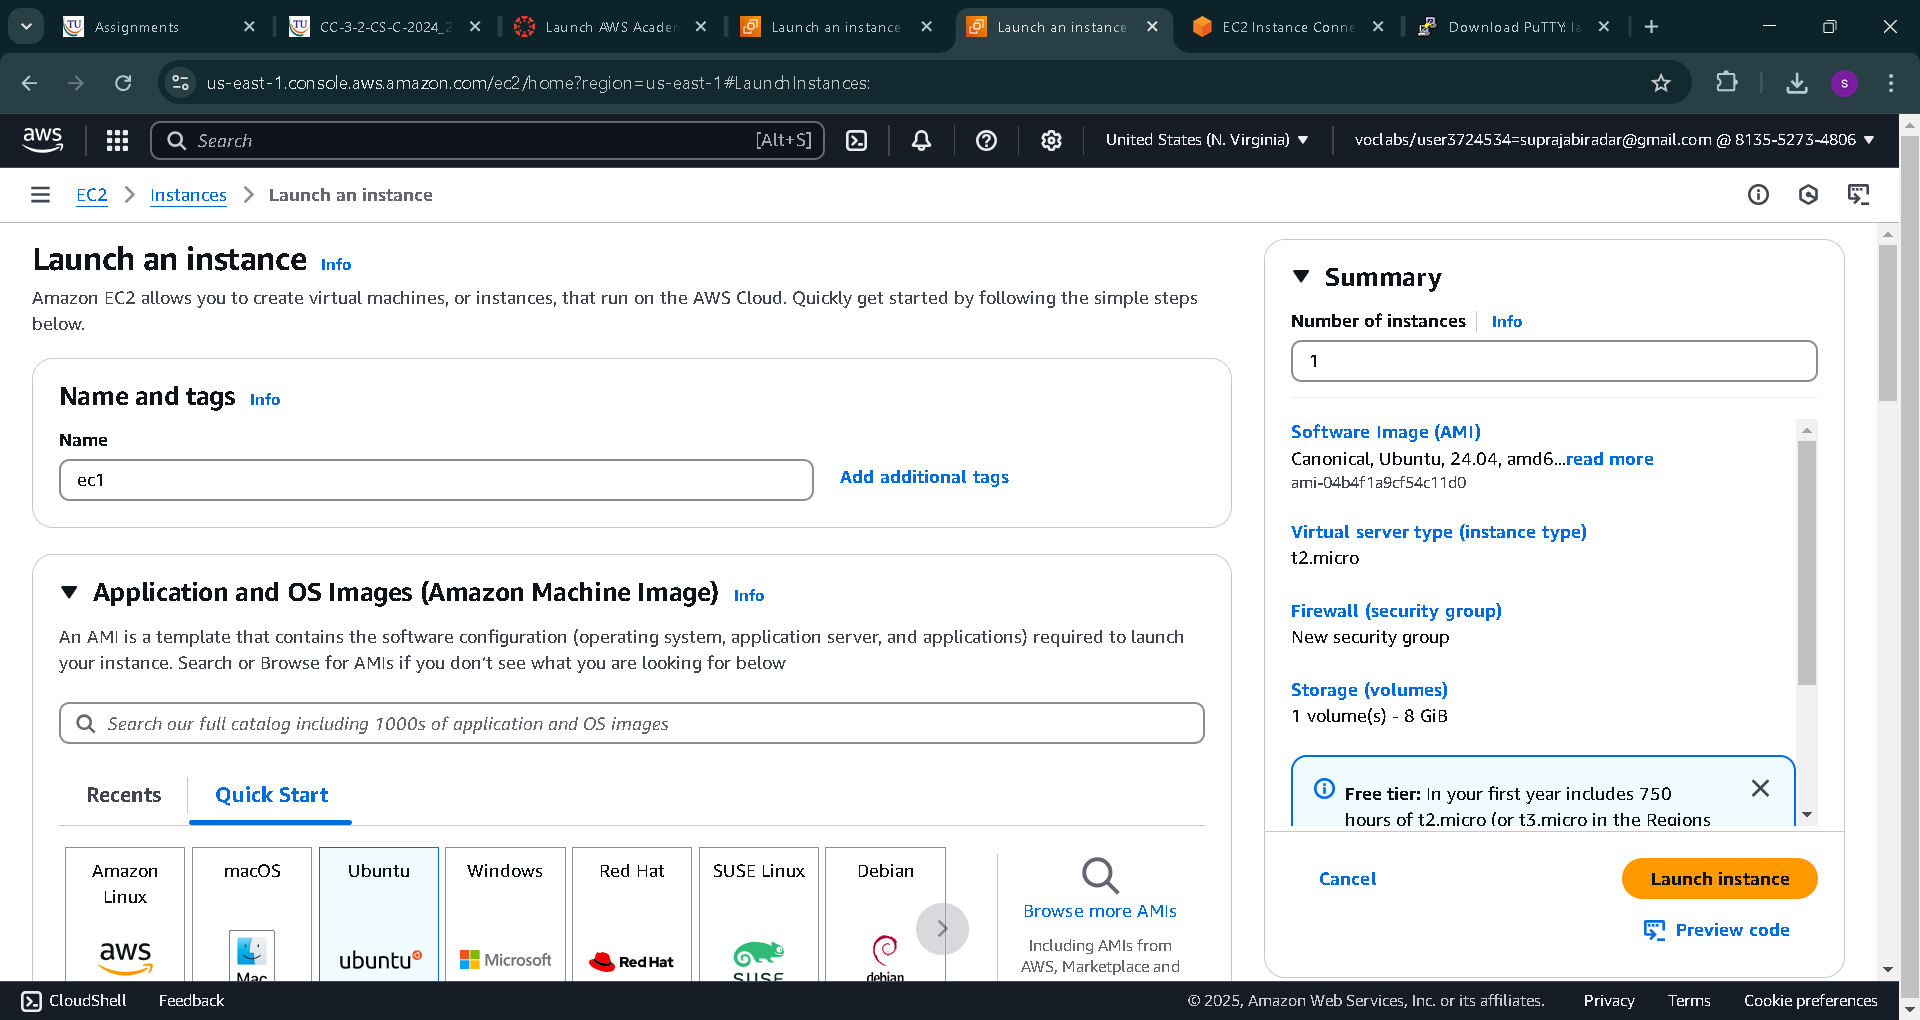 Assignments
CC-3-2-CS-C-2024_2
Launch AWS Academ
Launch an instance
Launch an instance
EC2 Instance Conne
Download PuTTY: la
us-east-1.console.aws.amazon.com/ec2/home?region=us-east-1#LaunchInstances:
S
aws
Search
[Alt+S]
United States (N. Virginia)
voclabs/user3724534=suprajabiradar@gmail.com @ 8135-5273-4806
EC2
Instances
Launch an instance
Launch an instance
Info
Amazon EC2 allows you to create virtual machines, or instances, that run on the AWS Cloud. Quickly get started by following the simple steps
below.
Name and tags
Info
Name
ec1
Add additional tags
Application and OS Images (Amazon Machine Image)
Info
An AMI is a template that contains the software configuration (operating system, application server, and applications) required to launch
your instance. Search or Browse for AMIs if you don't see what you are looking for below
Search our full catalog including 1000s of application and OS images
Recents
Quick Start
Amazon
Linux
aws
macOS
Mac
Ubuntu
ubuntu
Windows
Microsoft
Red Hat
Red Hat
SUSE Linux
SUSE
Debian
debian
Browse more AMIs
Including AMIs from
AWS, Marketplace and
Summary
Number of instances
Info
1
Software Image (AMI)
Canonical, Ubuntu, 24.04, amd6...read more
ami-04b4f1a9cf54c11d0
Virtual server type (instance type)
t2.micro
Firewall (security group)
New security group
Storage (volumes)
1 volume(s) - 8 GiB
Free tier: In your first year includes 750
hours of t2.micro (or t3.micro in the Regions
Cancel
Launch instance
Preview code
CloudShell
Feedback
© 2025, Amazon Web Services, Inc. or its affiliates.
Privacy
Terms
Cookie preferences